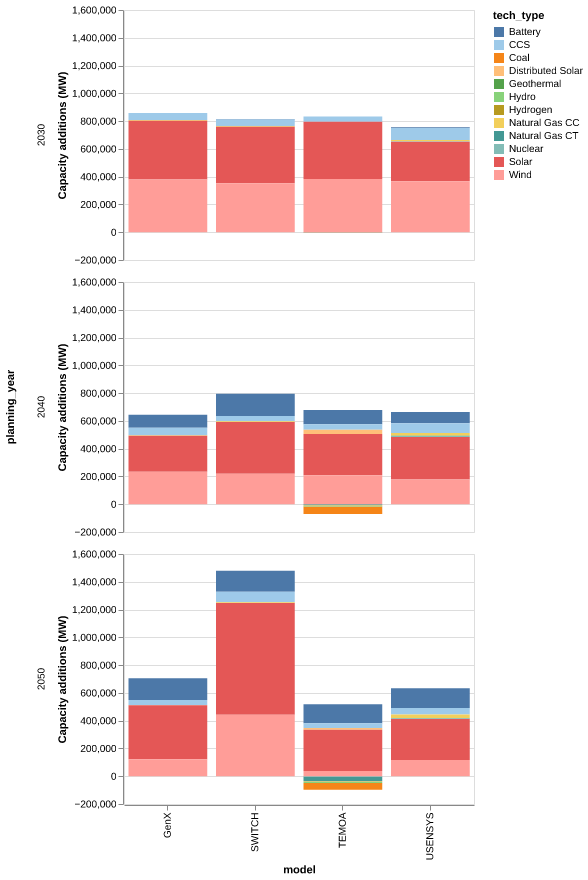 tech_type
Battery
CCS
Coal
Distributed Solar
Geothermal
Hydro
Hydrogen
Natural Gas CC
Natural Gas CT
Nuclear
Solar
Wind
planning_year
2030
Capacity additions (MW)
1,600,000
1,400,000
1,200,000
1,000,000
800,000
600,000
400,000
200,000
0
−200,000
2040
Capacity additions (MW)
1,600,000
1,400,000
1,200,000
1,000,000
800,000
600,000
400,000
200,000
0
−200,000
2050
Capacity additions (MW)
1,600,000
1,400,000
1,200,000
1,000,000
800,000
600,000
400,000
200,000
0
−200,000
GenX
SWITCH
TEMOA
USENSYS
model